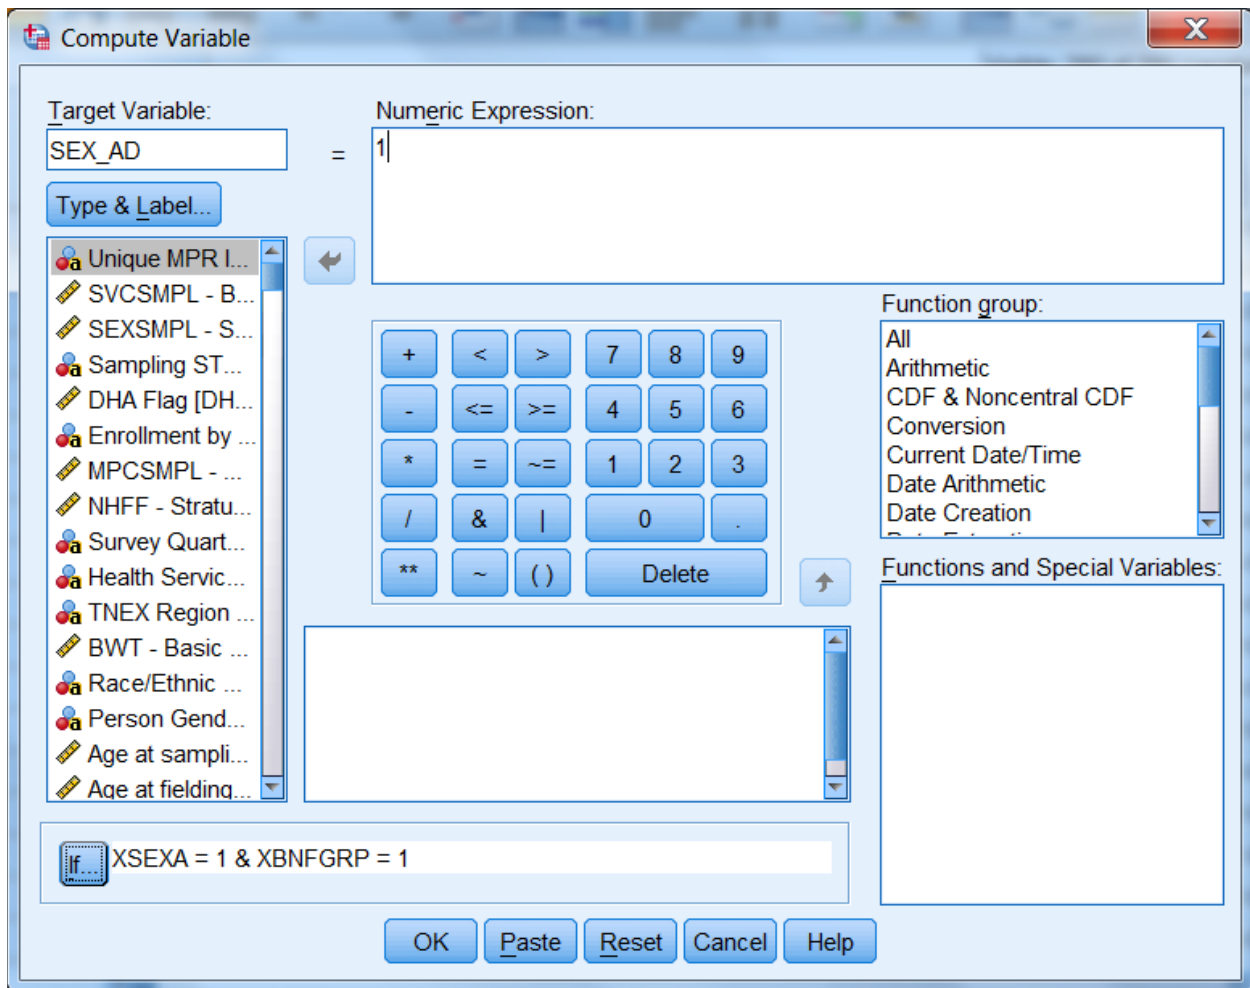 Compute Variable
X
Target Variable:
SEX_AD
=
Numeric Expression:
1
Type & Label...
Unique MPR I...
SVCSMPL - B...
SEXSMPL - S...
Sampling ST...
DHA Flag [DH...
Enrollment by ...
MPCSMPL - ...
NHFF - Stratu...
Survey Quart...
Health Servic...
TNEX Region ...
BWT - Basic ...
Race/Ethnic ...
Person Gend...
Age at sampli...
Age at fielding...
+ < > 7 8 9
- <= >= 4 5 6
* = ~= 1 2 3
/ & | 0 .
** ~ ( ) Delete
Function group:
All
Arithmetic
CDF & Noncentral CDF
Conversion
Current Date/Time
Date Arithmetic
Date Creation
Functions and Special Variables:
If... XSEXA = 1 & XBNFGRP = 1
OK Paste Reset Cancel Help